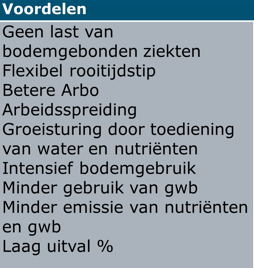 Voordelen
Geen last van
bodemgebonden ziekten
Flexibel rooitijdstip
Betere Arbo
Arbeidsspreiding
Groeisturing door toediening
van water en nutriënten
Intensief bodemgebruik
Minder gebruik van gwb
Minder emissie van nutriënten
en gwb
Laag uitval %